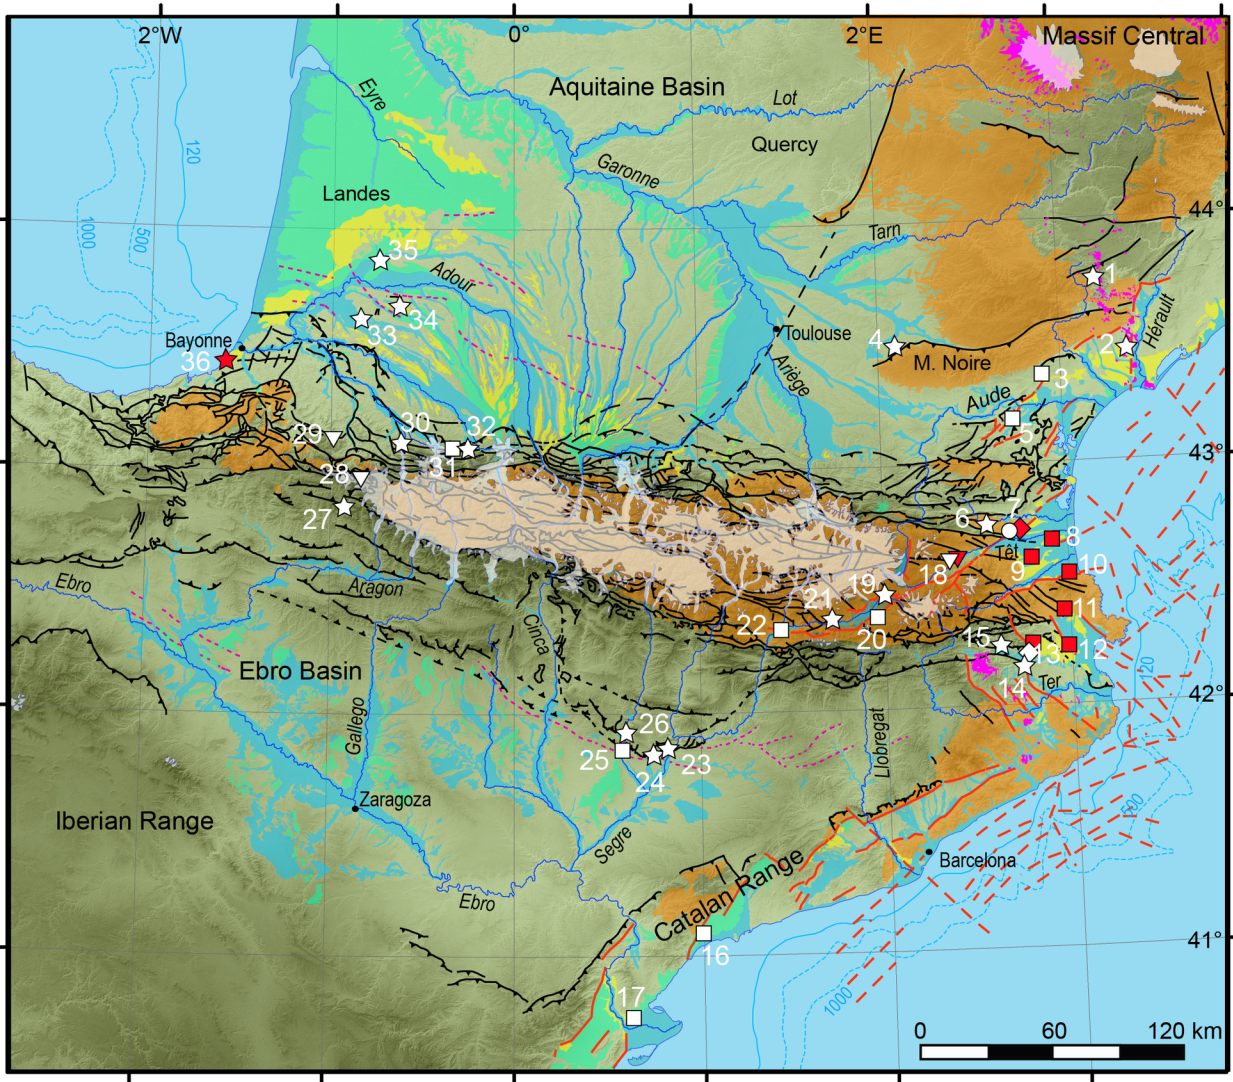 2°W
0°
2°E
Massif Central
Aquitaine Basin
Eyre
Lot
Quercy
120
Garonne
Landes
1000
500
44°
Tarn
35
Adour
1
34
33
Hérault
Bayonne
Toulouse
4
2
36
M. Noire
Ariège
3
Aude
5
30
32
29
31
43°
28
27
6
7
8
Têt
9
18
10
Ebro
Aragon
19
11
21
Cinca
22
20
15
13
12
120
Ebro Basin
14
Ter
42°
Gallego
26
Llobregat
25
23
24
Zaragoza
500
Iberian Range
Segre
Barcelona
Catalan Range
Ebro
16
41°
17
1000
0
60
120 km